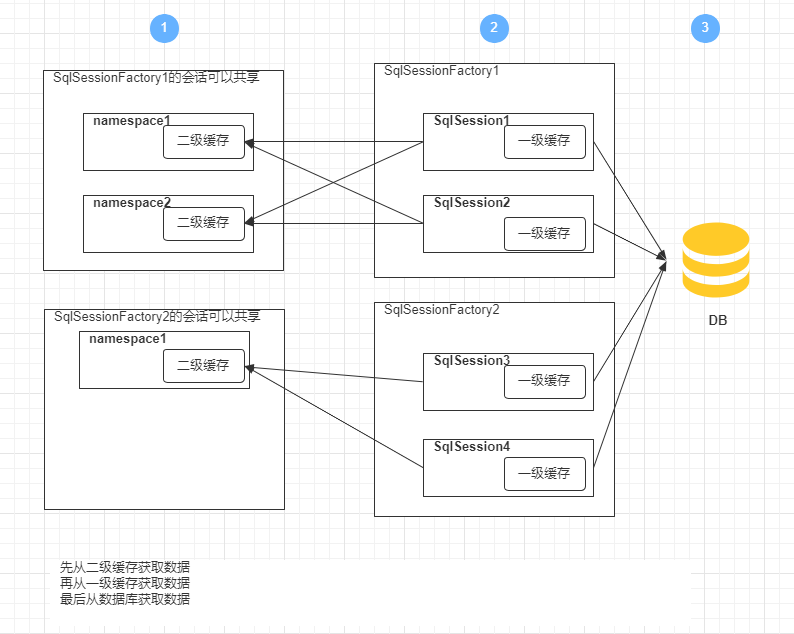 1
2
3
SqlSessionFactory1的会话可以共享
namespace1
二级缓存
namespace2
二级缓存
SqlSessionFactory1
SqlSession1
一级缓存
SqlSession2
一级缓存
DB
SqlSessionFactory2的会话可以共享
namespace1
二级缓存
SqlSessionFactory2
SqlSession3
一级缓存
SqlSession4
一级缓存
先从二级缓存获取数据
再从一级缓存获取数据
最后从数据库获取数据